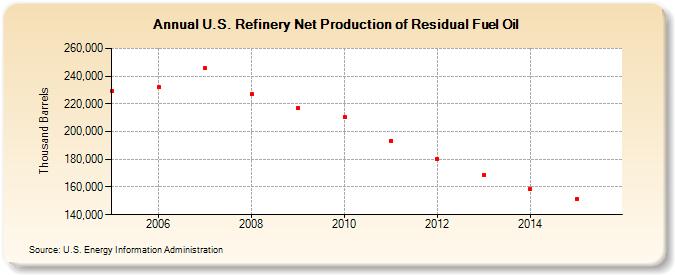 Annual U.S. Refinery Net Production of Residual Fuel Oil
Thousand Barrels
260,000
240,000
220,000
200,000
180,000
160,000
140,000
2006 2008 2010 2012 2014
Source: U.S. Energy Information Administration